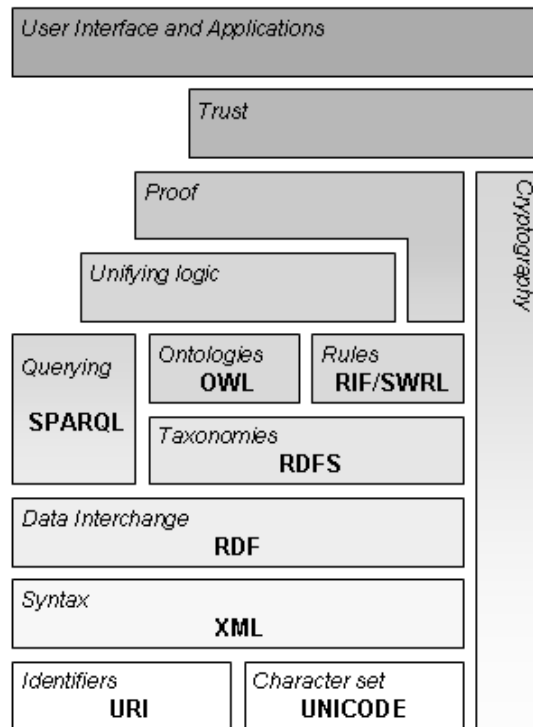 User Interface and Applications
Trust
Proof
Cryptography
Unifying logic
Querying
SPARQL
Ontologies
OWL
Rules
RIF/SWRL
Taxonomies
RDFS
Data Interchange
RDF
Syntax
XML
Identifiers
URI
Character set
UNICODE